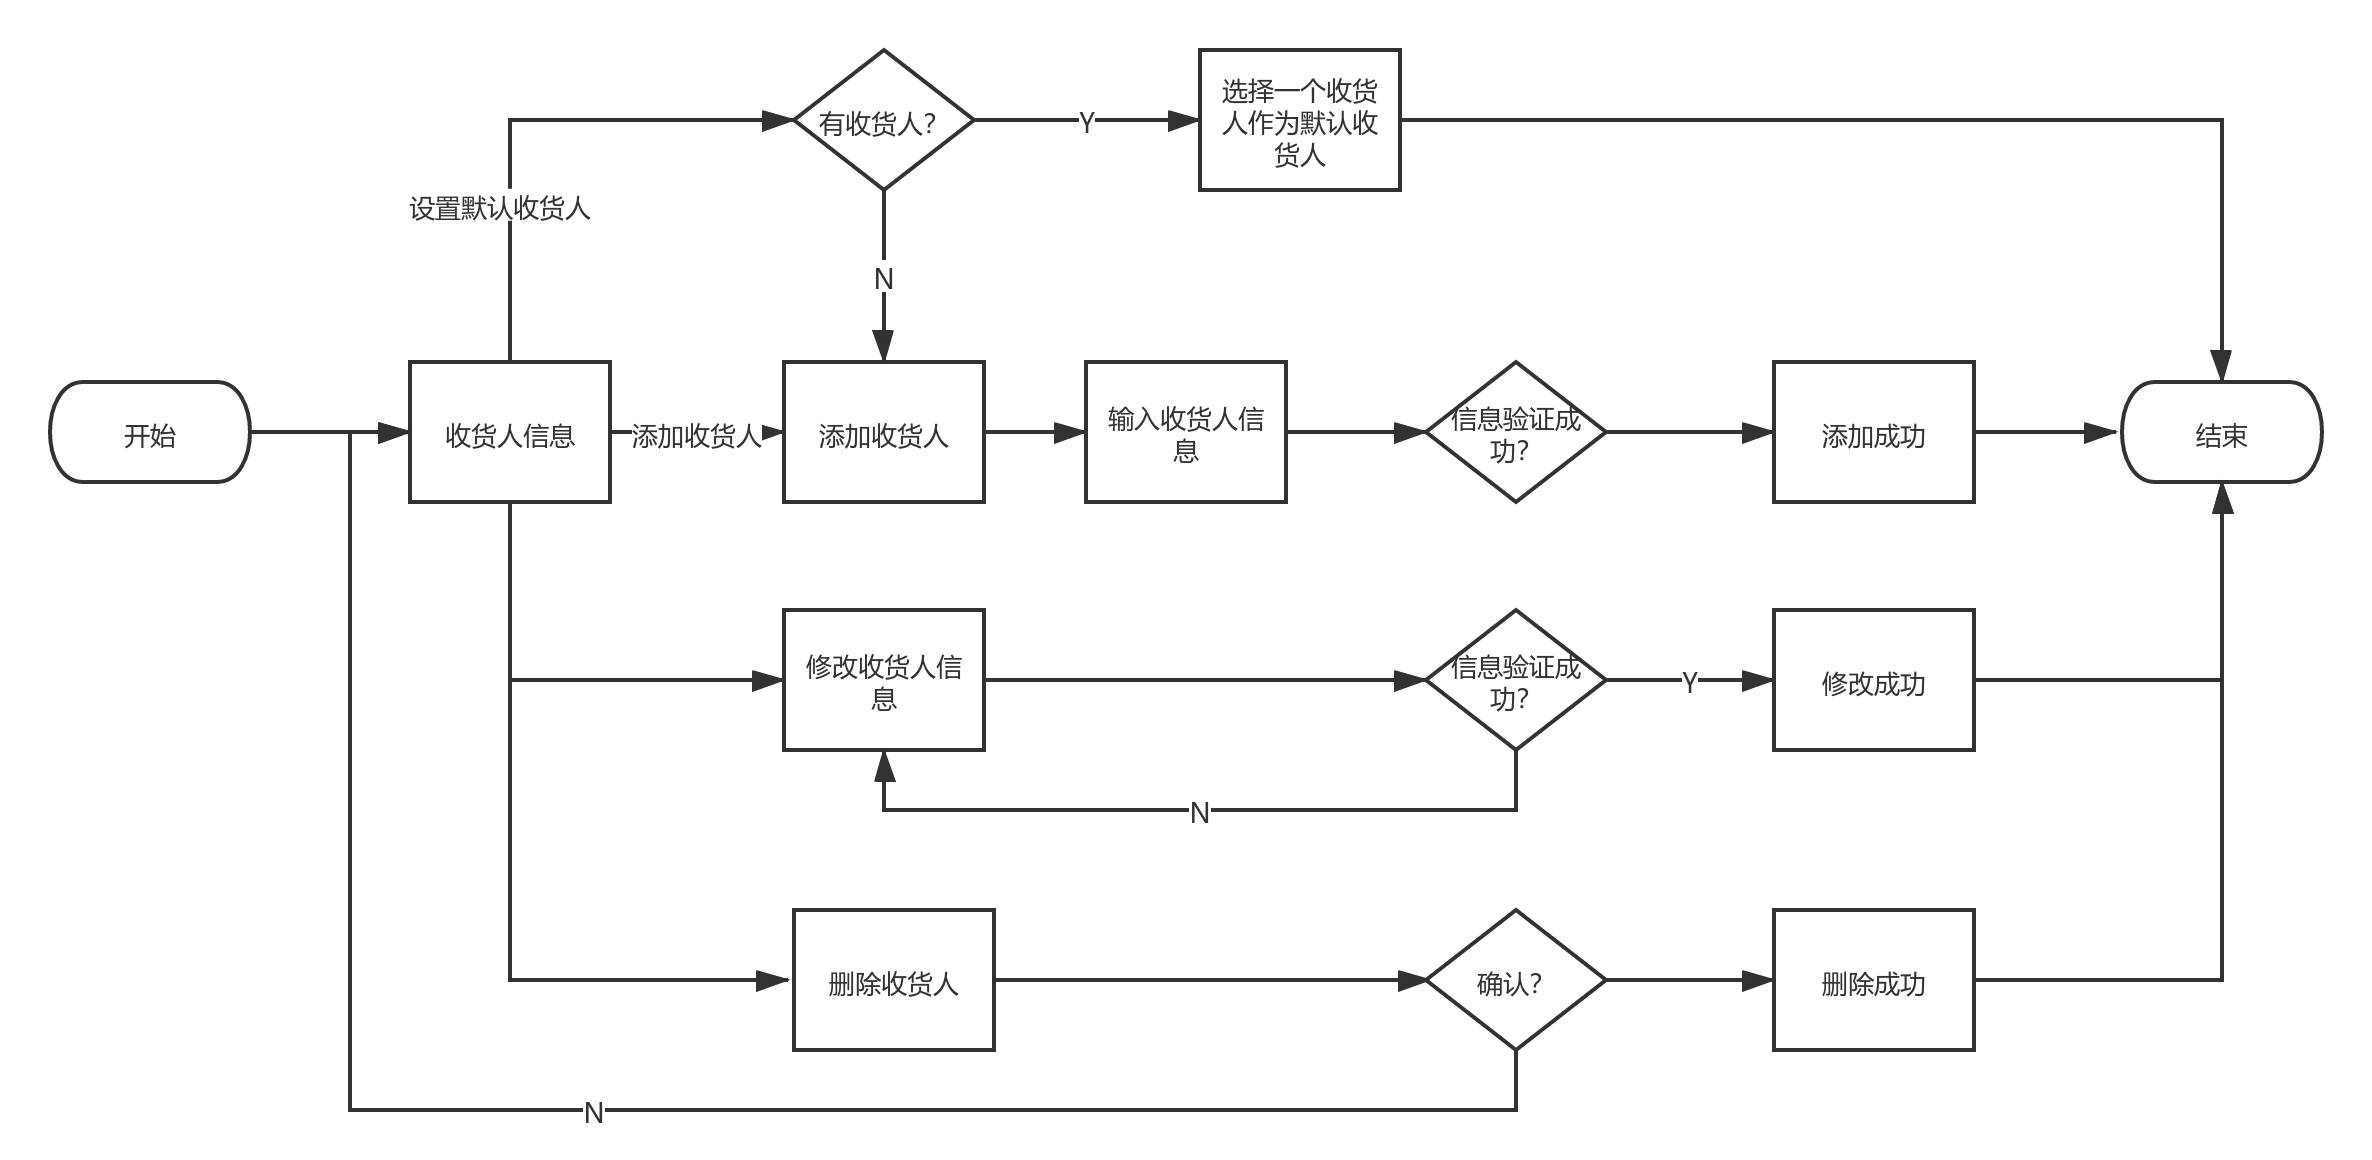 有收货人?
Y
选择一个收货
人作为默认收
货人
设置默认收货人
N
开始
收货人信息
添加收货人
添加收货人
输入收货人信
息
信息验证成
功?
添加成功
结束
修改收货人信
息
信息验证成
功?
Y
修改成功
N
删除收货人
确认?
删除成功
N